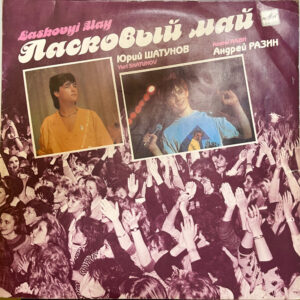 Laskovyi May
Ласковый май
Юрий ШАТУНОВ
Yuri SHATUNOV
Андрей РАЗИН